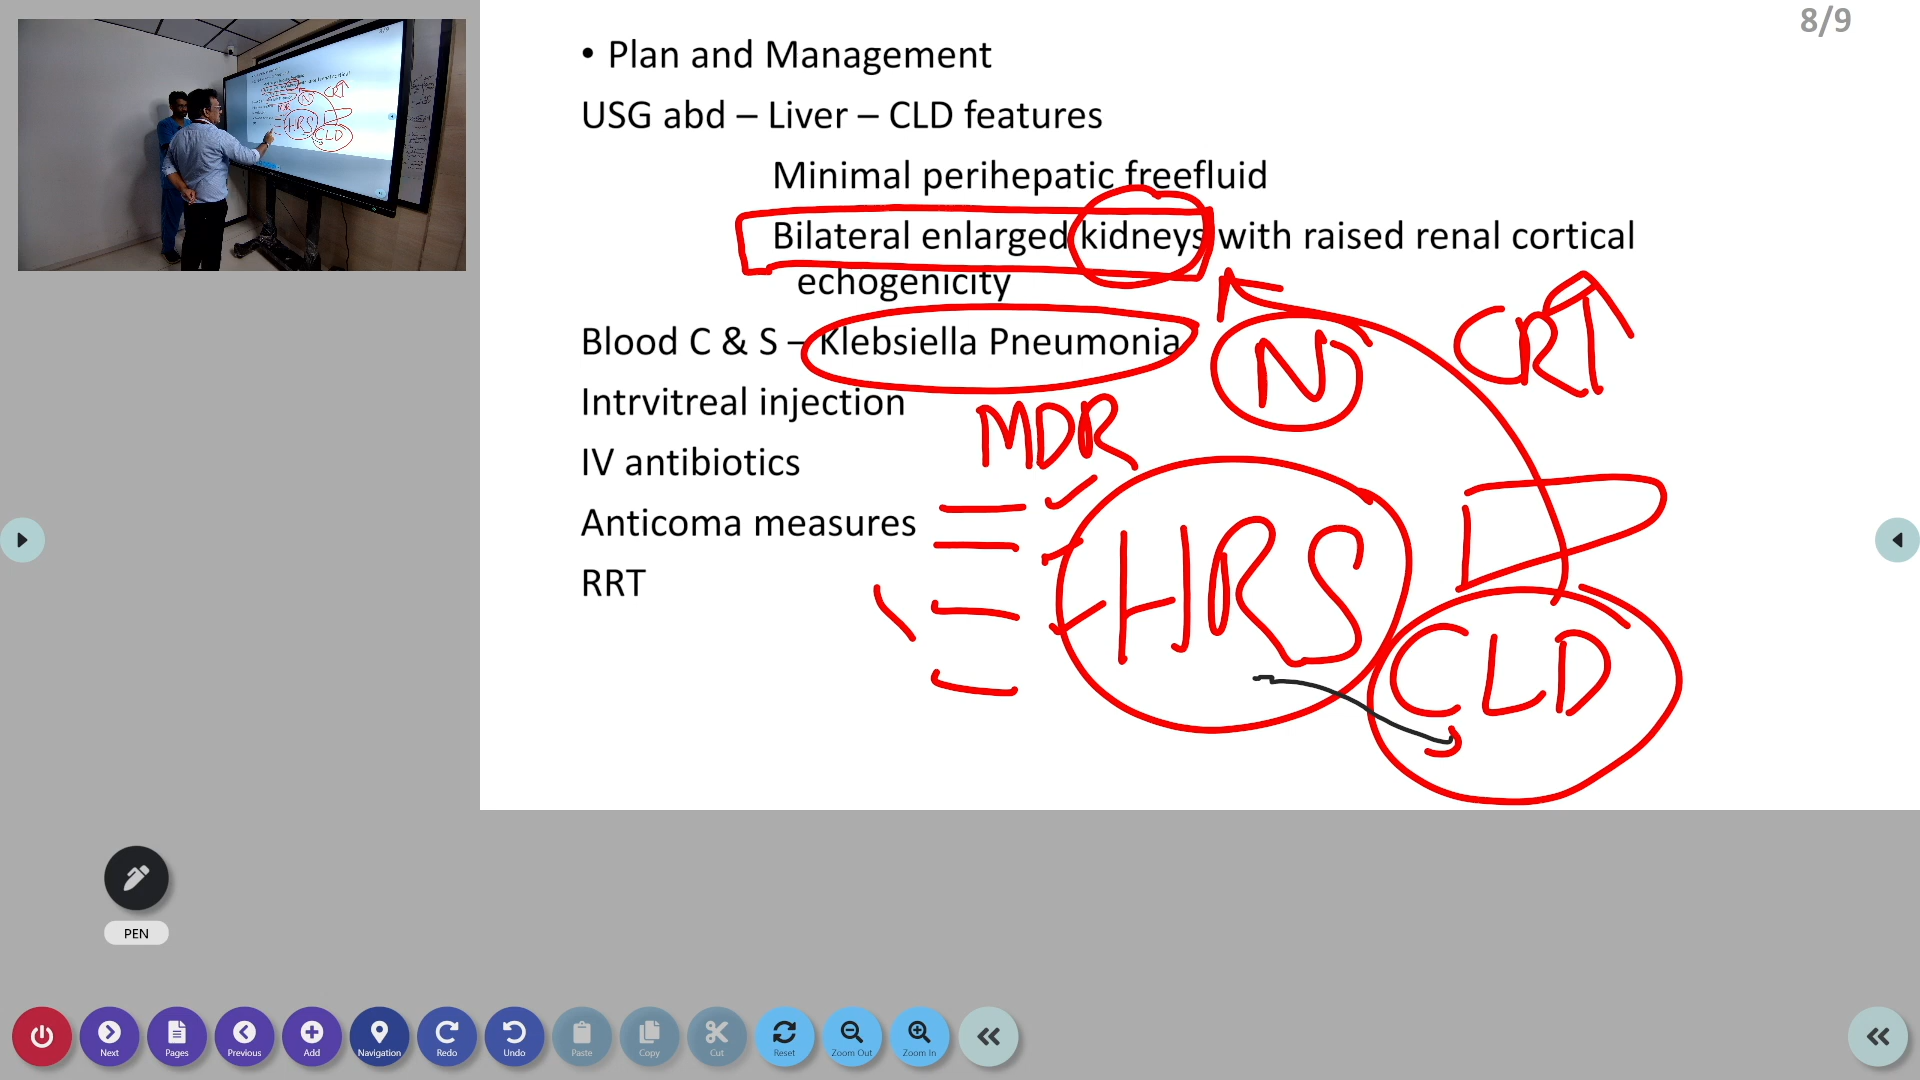 8/9
• Plan and Management
USG abd – Liver – CLD features
Minimal perihepatic freefluid
Bilateral enlarged kidneys with raised renal cortical
echogenicity
Blood C & S – Klebsiella Pneumonia
Intrvitreal injection
IV antibiotics
Anticoma measures
RRT
N
CR↑
MDR
HRS
CLD
PEN
Next
Pages
Previous
Add
Navigation
Redo
Undo
Paste
Copy
Cut
Reset
Zoom Out
Zoom In